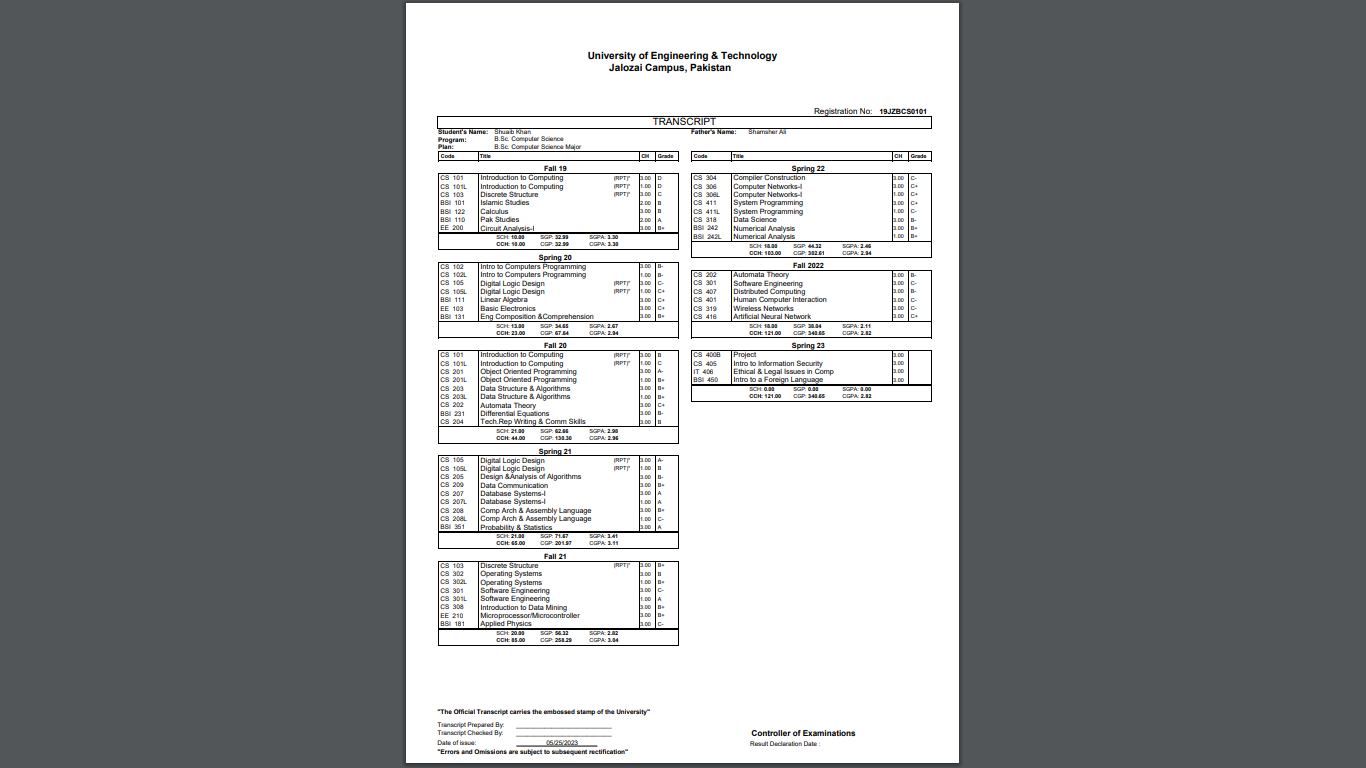 University of Engineering & Technology
Jalozai Campus, Pakistan
Registration No: 19JZBCS0101
TRANSCRIPT
Student's Name: Shuaib Khan
Father's Name: Shamsher Ali
Program: B.Sc. Computer Science
Plan: B.Sc. Computer Science Major
Code Title CH Grade
Fall 19
CS 101 Introduction to Computing (RPT)* 3.00 D
CS 101L Introduction to Computing (RPT)* 1.00 D
CS 103 Discrete Structure (RPT)* 3.00 C
BSI 101 Islamic Studies 2.00 B
BSI 122 Calculus 3.00 B
BSI 110 Pak Studies 2.00 A
EE 200 Circuit Analysis-I 3.00 B+
SCH: 10.00 SGP: 32.99 SGPA: 3.30
CCH: 10.00 CGP: 32.99 CGPA: 3.30
Spring 20
CS 102 Intro to Computers Programming 3.00 B-
CS 102L Intro to Computers Programming 1.00 B-
CS 105 Digital Logic Design (RPT)* 3.00 C-
CS 105L Digital Logic Design (RPT)* 1.00 C+
BSI 111 Linear Algebra 3.00 C+
EE 103 Basic Electronics 3.00 C+
BSI 131 Eng Composition &Comprehension 3.00 B+
SCH: 13.00 SGP: 34.65 SGPA: 2.67
CCH: 23.00 CGP: 67.64 CGPA: 2.94
Fall 20
CS 101 Introduction to Computing (RPT)* 3.00 B
CS 101L Introduction to Computing (RPT)* 1.00 C
CS 201 Object Oriented Programming 3.00 A-
CS 201L Object Oriented Programming 1.00 B+
CS 203 Data Structure & Algorithms 3.00 B+
CS 203L Data Structure & Algorithms 1.00 B+
CS 202 Automata Theory 3.00 C+
BSI 231 Differential Equations 3.00 B-
CS 204 Tech.Rep Writing & Comm Skills 3.00 B
SCH: 21.00 SGP: 62.66 SGPA: 2.98
CCH: 44.00 CGP: 130.30 CGPA: 2.96
Spring 21
CS 105 Digital Logic Design (RPT)* 3.00 A-
CS 105L Digital Logic Design (RPT)* 1.00 B
CS 205 Design &Analysis of Algorithms 3.00 B-
CS 209 Data Communication 3.00 B+
CS 207 Database Systems-I 3.00 A
CS 207L Database Systems-I 1.00 A
CS 208 Comp Arch & Assembly Language 3.00 B+
CS 208L Comp Arch & Assembly Language 1.00 C-
BSI 351 Probability & Statistics 3.00 A
SCH: 21.00 SGP: 71.67 SGPA: 3.41
CCH: 65.00 CGP: 201.97 CGPA: 3.11
Fall 21
CS 103 Discrete Structure (RPT)* 3.00 B+
CS 302 Operating Systems 3.00 B
CS 302L Operating Systems 1.00 B+
CS 301 Software Engineering 3.00 C-
CS 301L Software Engineering 1.00 A
CS 308 Introduction to Data Mining 3.00 B+
EE 210 Microprocessor/Microcontroller 3.00 B+
BSI 181 Applied Physics 3.00 C-
SCH: 20.00 SGP: 56.32 SGPA: 2.82
CCH: 85.00 CGP: 258.29 CGPA: 3.04
Code Title CH Grade
Spring 22
CS 304 Compiler Construction 3.00 C-
CS 306 Computer Networks-I 3.00 C+
CS 306L Computer Networks-I 1.00 C+
CS 411 System Programming 3.00 C+
CS 411L System Programming 1.00 C-
CS 318 Data Science 3.00 B-
BSI 242 Numerical Analysis 3.00 B+
BSI 242L Numerical Analysis 1.00 B+
SCH: 18.00 SGP: 44.32 SGPA: 2.46
CCH: 103.00 CGP: 302.61 CGPA: 2.94
Fall 2022
CS 202 Automata Theory 3.00 B-
CS 301 Software Engineering 3.00 C-
CS 407 Distributed Computing 3.00 B-
CS 401 Human Computer Interaction 3.00 C-
CS 319 Wireless Networks 3.00 C-
CS 416 Artificial Neural Network 3.00 C+
SCH: 18.00 SGP: 38.04 SGPA: 2.11
CCH: 121.00 CGP: 340.65 CGPA: 2.82
Spring 23
CS 400B Project 3.00
CS 405 Intro to Information Security 3.00
IT 406 Ethical & Legal Issues in Comp 3.00
BSI 450 Intro to a Foreign Language 3.00
SCH: 0.00 SGP: 0.00 SGPA: 0.00
CCH: 121.00 CGP: 340.65 CGPA: 2.82
"The Official Transcript carries the embossed stamp of the University"
Transcript Prepared By:
Transcript Checked By:
Date of issue: 05/25/2023
"Errors and Omissions are subject to subsequent rectification"
Controller of Examinations
Result Declaration Date :